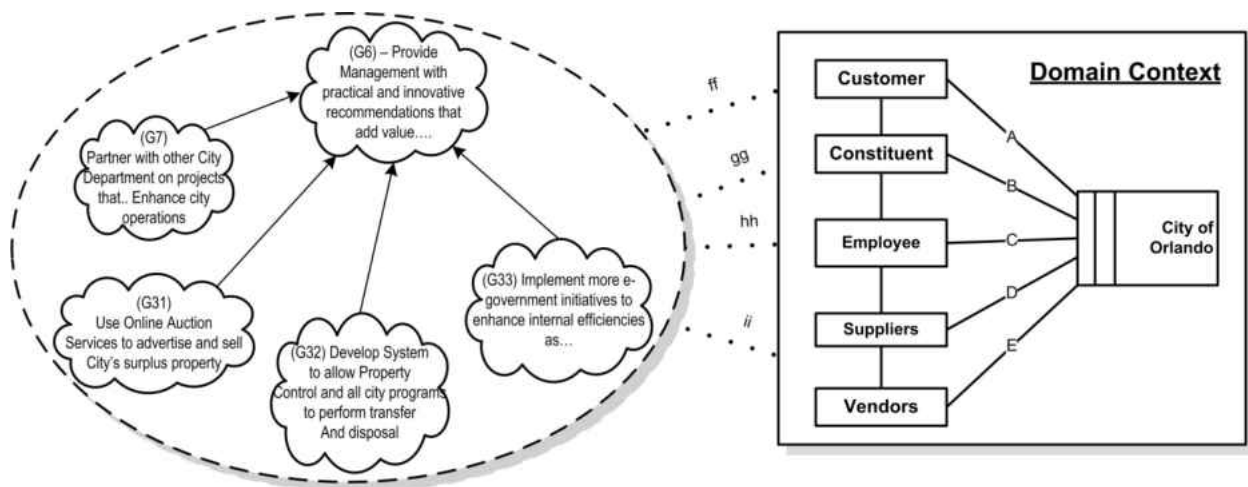 (G6) – Provide
Management with
practical and innovative
recommendations that
add value….
(G7)
Partner with other City
Department on projects
that.. Enhance city
operations
(G31)
Use Online Auction
Services to advertise and sell
City's surplus property
(G32) Develop System
to allow Property
Control and all city programs
to perform transfer
And disposal
(G33) Implement more e-
government initiatives to
enhance internal efficiencies
as…
ff
gg
hh
ii
Domain Context
Customer
Constituent
Employee
Suppliers
Vendors
A
B
C
D
E
City of
Orlando